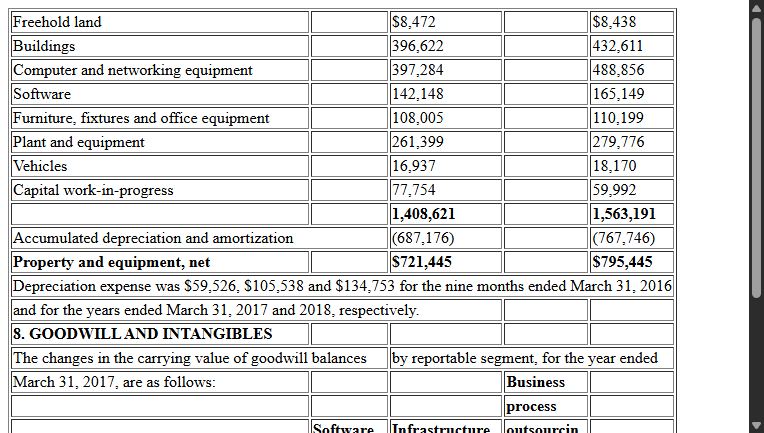 Freehold land $8,472 $8,438
Buildings 396,622 432,611
Computer and networking equipment 397,284 488,856
Software 142,148 165,149
Furniture, fixtures and office equipment 108,005 110,199
Plant and equipment 261,399 279,776
Vehicles 16,937 18,170
Capital work-in-progress 77,754 59,992
1,408,621 1,563,191
Accumulated depreciation and amortization (687,176) (767,746)
Property and equipment, net $721,445 $795,445
Depreciation expense was $59,526, $105,538 and $134,753 for the nine months ended March 31, 2016
and for the years ended March 31, 2017 and 2018, respectively.
8. GOODWILL AND INTANGIBLES
The changes in the carrying value of goodwill balances by reportable segment, for the year ended
March 31, 2017, are as follows: Business
process
Software Infrastructure outsourcin